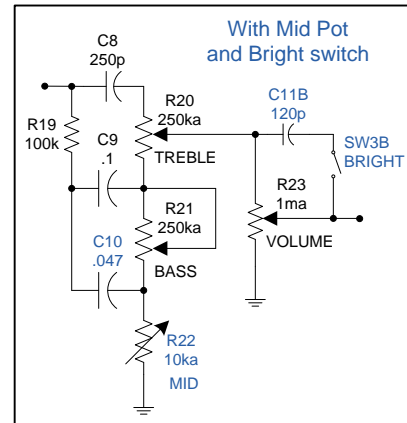 With Mid Pot
and Bright switch
C8
250p
R20
250ka
TREBLE
C11B
120p
SW3B
BRIGHT
R19
100k
C9
.1
R21
250ka
BASS
R23
1ma
VOLUME
C10
.047
R22
10ka
MID